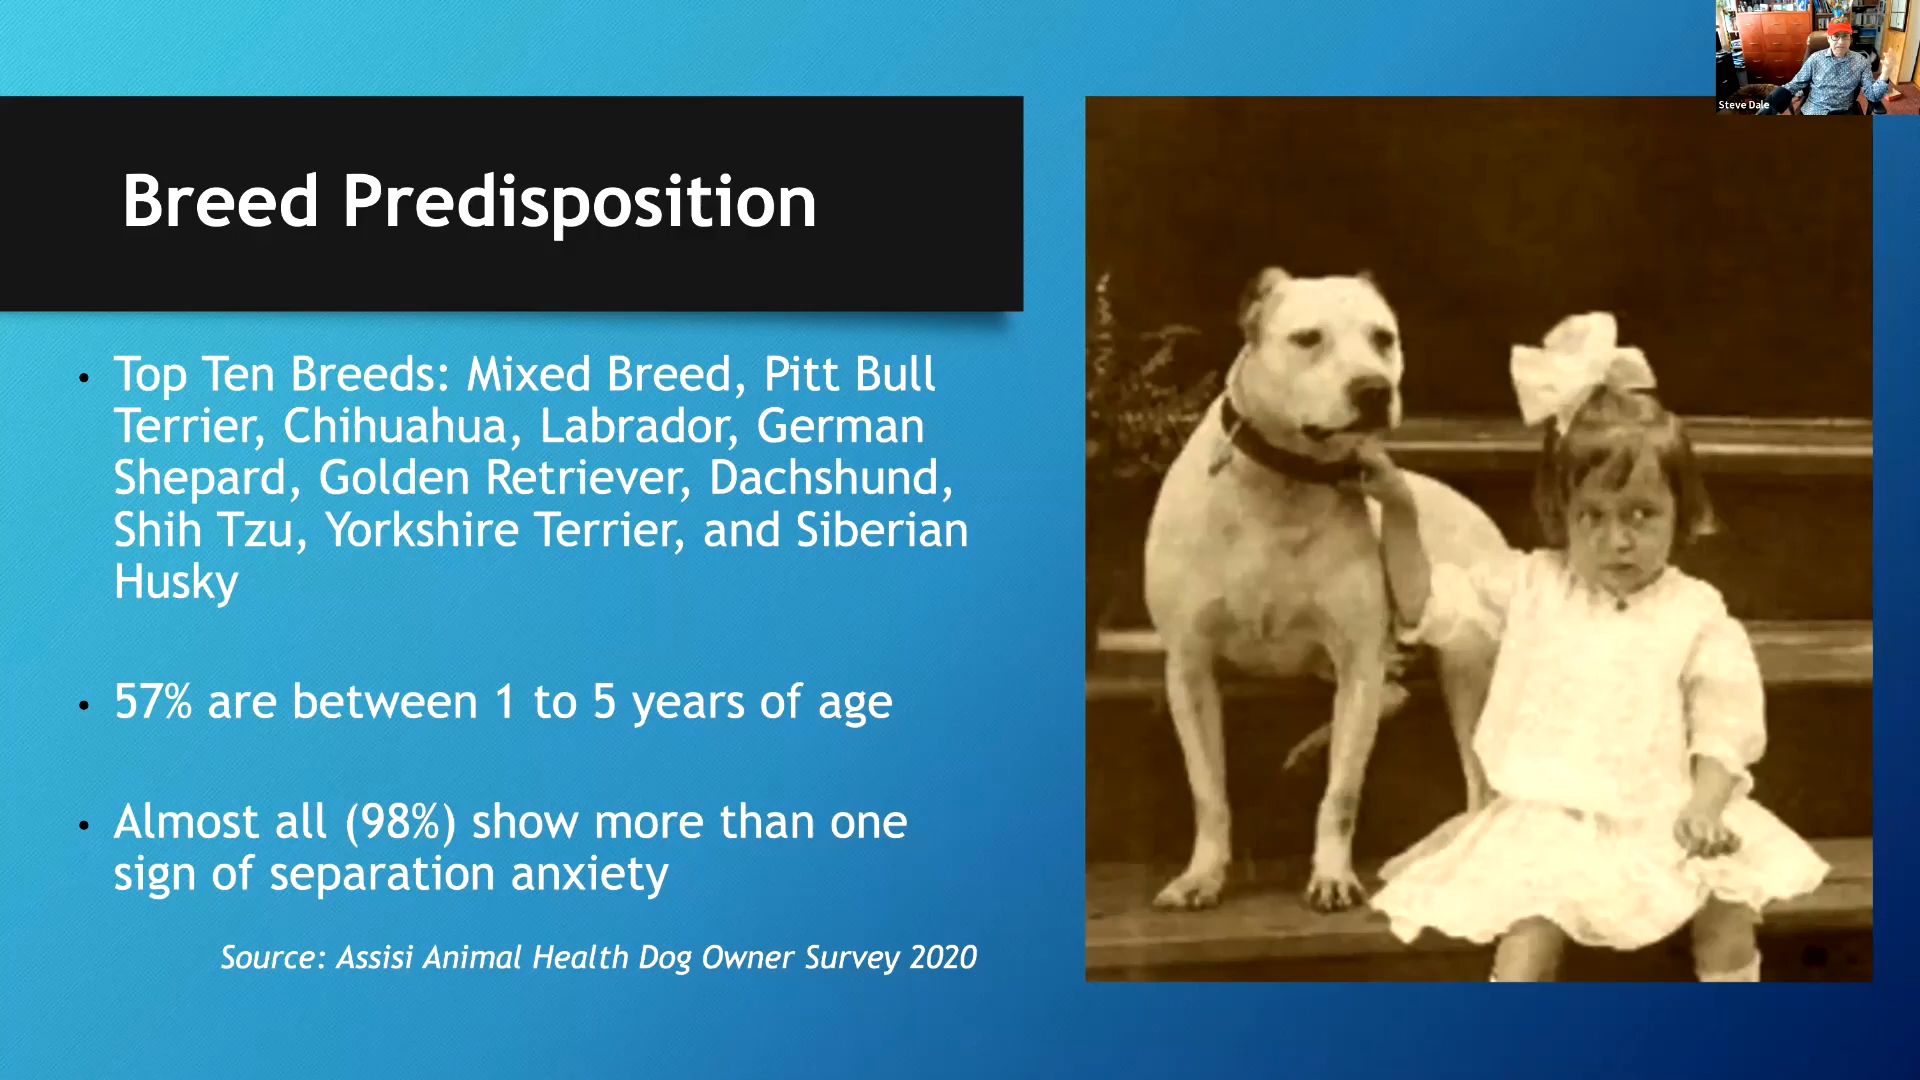 Steve Dale
Breed Predisposition
• Top Ten Breeds: Mixed Breed, Pitt Bull
Terrier, Chihuahua, Labrador, German
Shepard, Golden Retriever, Dachshund,
Shih Tzu, Yorkshire Terrier, and Siberian
Husky
• 57% are between 1 to 5 years of age
• Almost all (98%) show more than one
sign of separation anxiety
Source: Assisi Animal Health Dog Owner Survey 2020